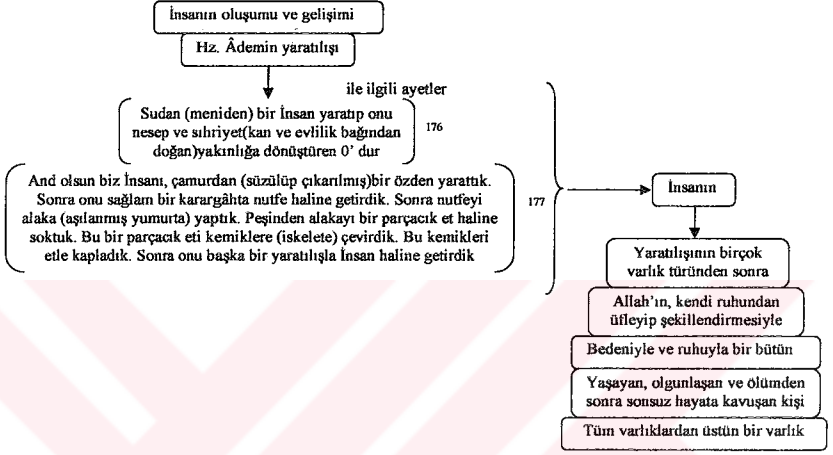 İnsanın oluşumu ve gelişimi
Hz. Âdemin yaratılışı
ile ilgili ayetler
Sudan (meniden) bir İnsan yaratıp onu
nesep ve sıhriyet(kan ve evlilik bağından
doğan)yakınlığa dönüştüren 0' dur
176
And olsun biz İnsanı, çamurdan (süzülüp çıkarılmış)bir özden yarattık.
Sonra onu sağlam bir karargâhta nutfe haline getirdik. Sonra nutfeyi
alaka (aşılanmış yumurta) yaptık. Peşinden alakayı bir parçacık et haline
soktuk. Bu bir parçacık eti kemiklere (iskelete) çevirdik. Bu kemikleri
etle kapladık. Sonra onu başka bir yaratılışla İnsan haline getirdik
177
İnsanın
Yaratılışının birçok
varlık türünden sonra
Allah'ın, kendi ruhundan
üfleyip şekillendirmesiyle
Bedeniyle ve ruhuyla bir bütün
Yaşayan, olgunlaşan ve ölümden
sonra sonsuz hayata kavuşan kişi
Tüm varlıklardan üstün bir varlık